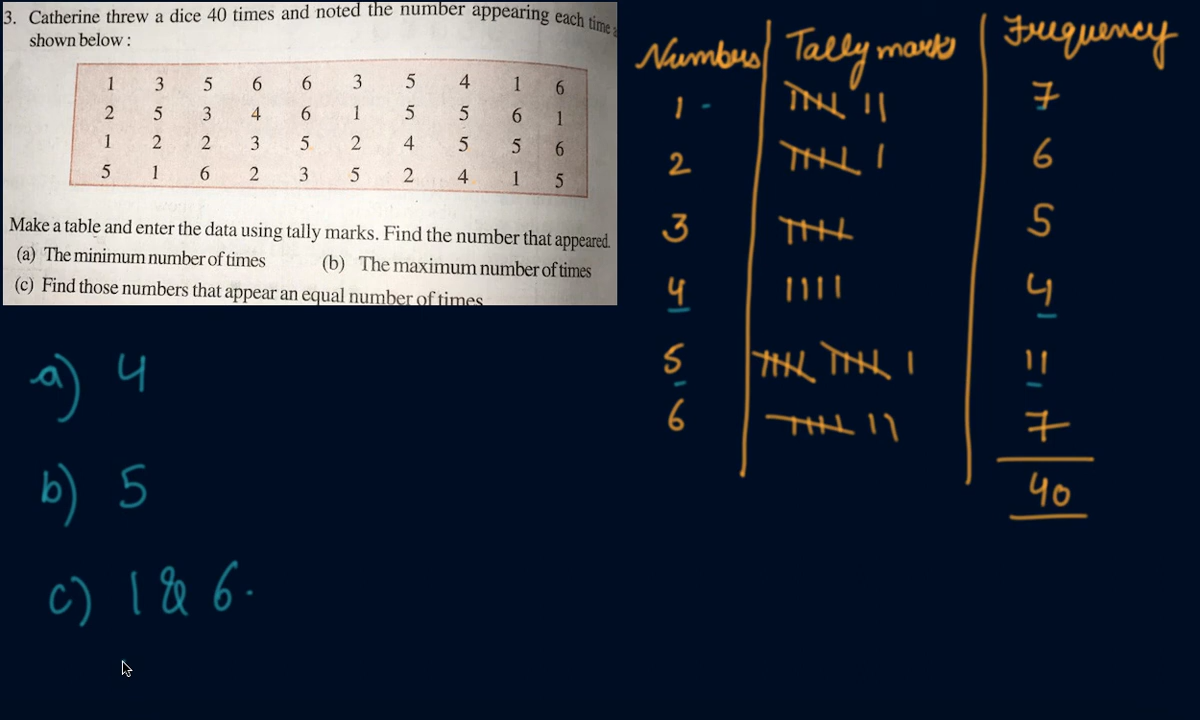 3. Catherine threw a dice 40 times and noted the number appearing each time
shown below :
1 3 5 6 6 3 5 4 1 6
2 5 3 4 6 1 5 5 6 1
1 2 2 3 5 2 4 5 5 6
5 1 6 2 3 5 2 4 1 5
Make a table and enter the data using tally marks. Find the number that appeared.
(a) The minimum number of times (b) The maximum number of times
(c) Find those numbers that appear an equal number of times
Numbers Tally marks Frequency
1 - 𝍸 || 7
2 𝍸 | 6
3 𝍸 5
4 |||| 4
5 𝍸 𝍸 | 11
6 𝍸 || 7
40
a) 4
b) 5
c) 1 & 6.